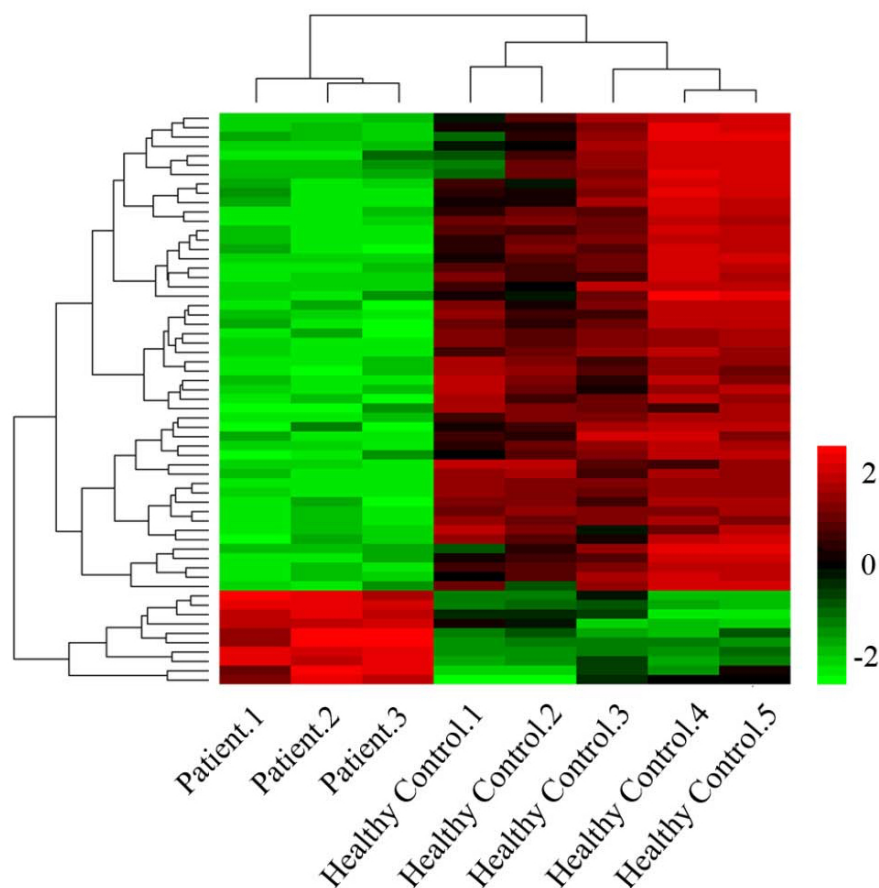 2
0
-2
Patient.1
Patient.2
Patient.3
Healthy Control.1
Healthy Control.2
Healthy Control.3
Healthy Control.4
Healthy Control.5